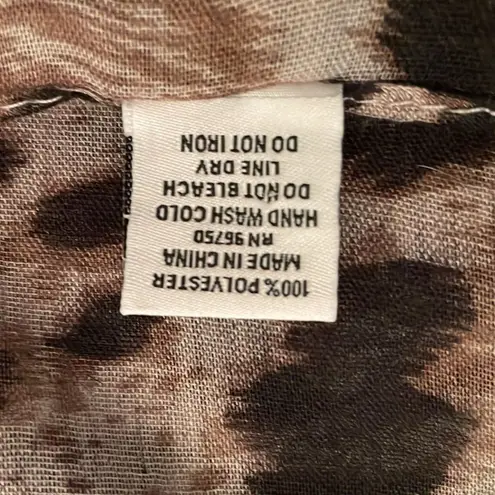 100% POLYESTER
MADE IN CHINA
RN 96750
HAND WASH COLD
DO NOT BLEACH
LINE DRY
DO NOT IRON